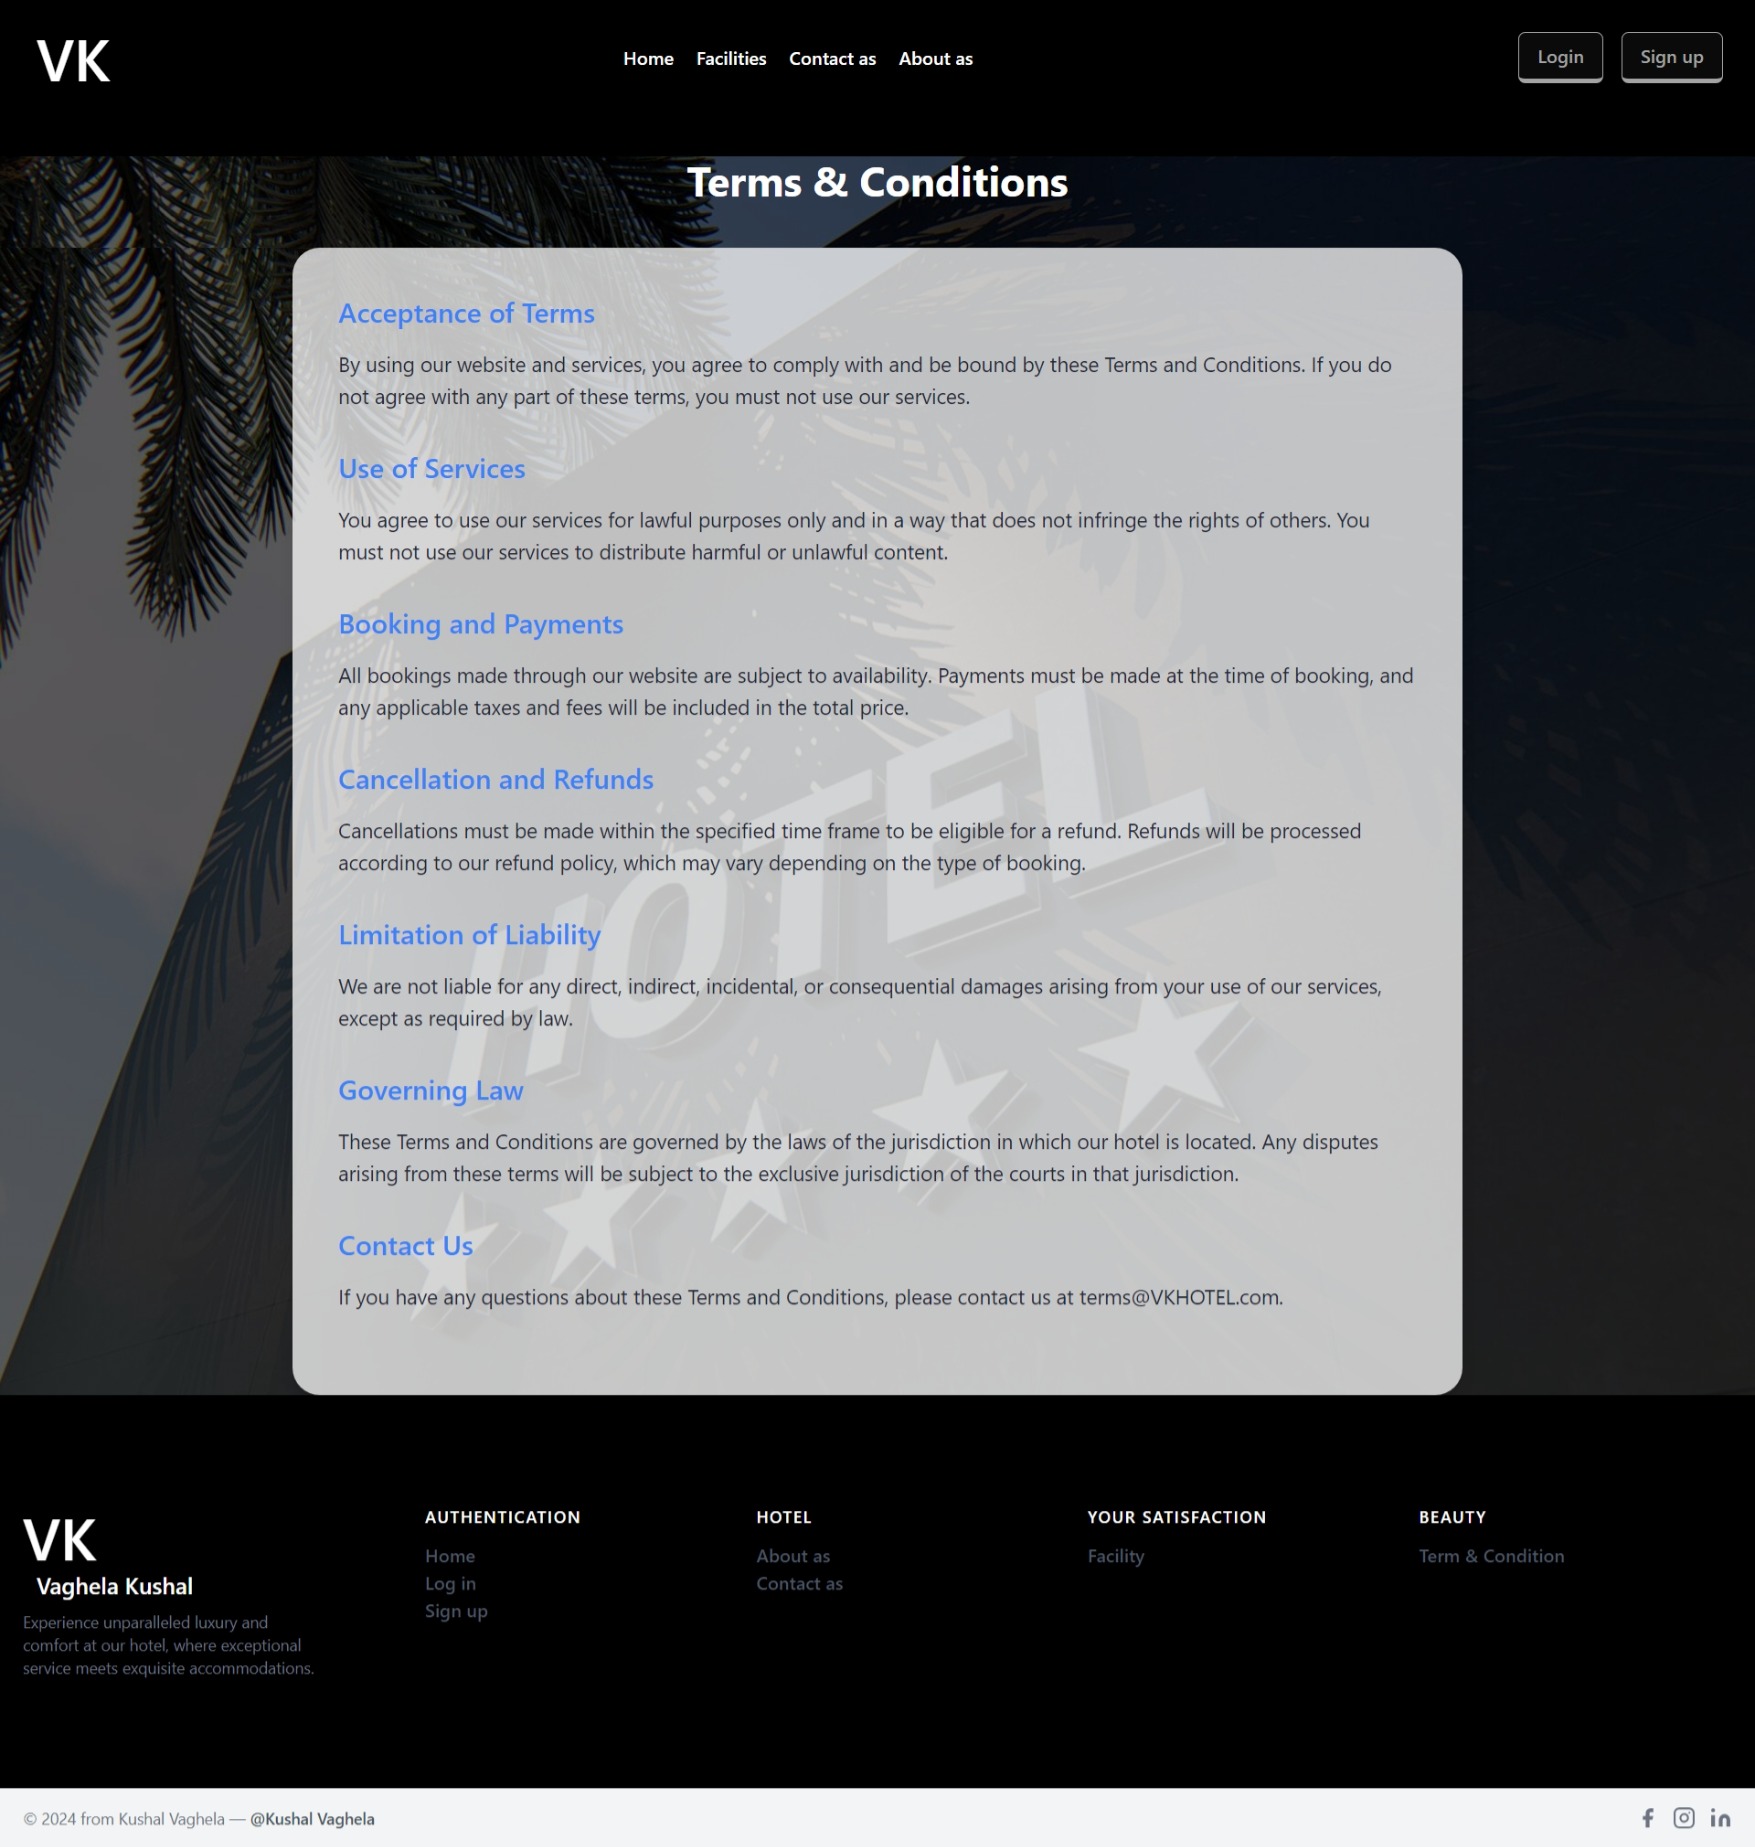 VK
Home Facilities Contact as About as
Login Sign up
Terms & Conditions
Acceptance of Terms
By using our website and services, you agree to comply with and be bound by these Terms and Conditions. If you do
not agree with any part of these terms, you must not use our services.
Use of Services
You agree to use our services for lawful purposes only and in a way that does not infringe the rights of others. You
must not use our services to distribute harmful or unlawful content.
Booking and Payments
All bookings made through our website are subject to availability. Payments must be made at the time of booking, and
any applicable taxes and fees will be included in the total price.
Cancellation and Refunds
Cancellations must be made within the specified time frame to be eligible for a refund. Refunds will be processed
according to our refund policy, which may vary depending on the type of booking.
Limitation of Liability
We are not liable for any direct, indirect, incidental, or consequential damages arising from your use of our services,
except as required by law.
Governing Law
These Terms and Conditions are governed by the laws of the jurisdiction in which our hotel is located. Any disputes
arising from these terms will be subject to the exclusive jurisdiction of the courts in that jurisdiction.
Contact Us
If you have any questions about these Terms and Conditions, please contact us at terms@VKHOTEL.com.
HOTEL
VK
Vaghela Kushal
Experience unparalleled luxury and
comfort at our hotel, where exceptional
service meets exquisite accommodations.
AUTHENTICATION
Home
Log in
Sign up
HOTEL
About as
Contact as
YOUR SATISFACTION
Facility
BEAUTY
Term & Condition
© 2024 from Kushal Vaghela — @Kushal Vaghela